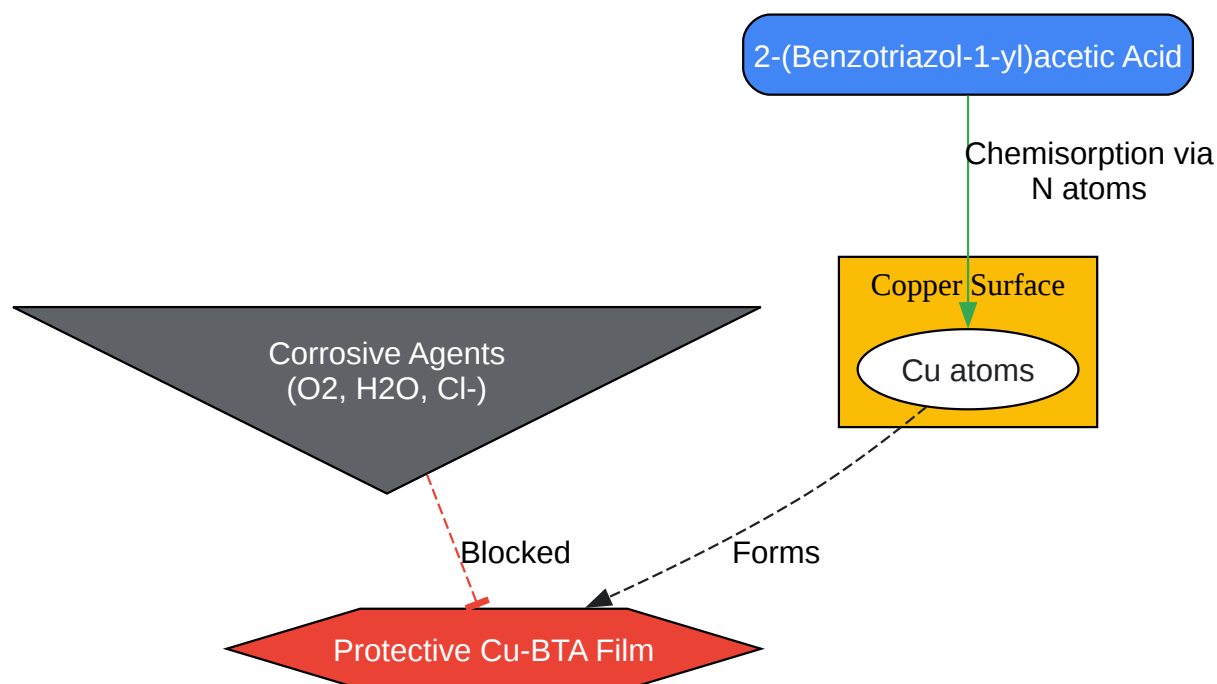 2-(Benzotriazol-1-yl)acetic Acid
Chemisorption via
N atoms
Copper Surface
Cu atoms
Corrosive Agents
(O2, H2O, Cl-)
Blocked
Forms
Protective Cu-BTA Film